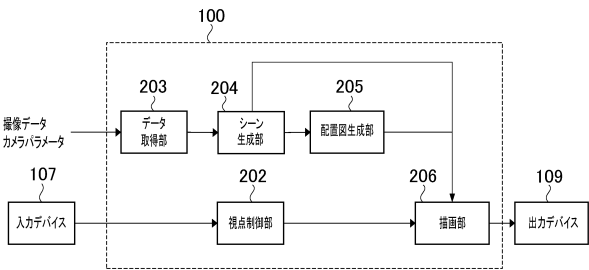 100
203
204
205
撮像データ
カメラパラメータ
データ
取得部
シーン
生成部
配置図生成部
107
202
206
109
入力デバイス
視点制御部
描画部
出力デバイス